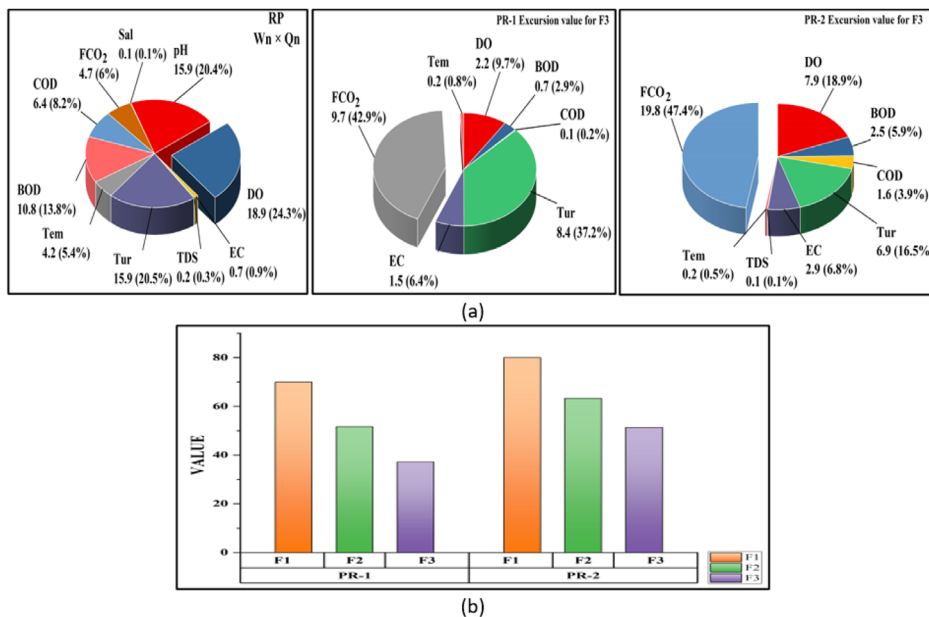 RP
Wn × Qn
Sal
0.1 (0.1%)
pH
15.9 (20.4%)
FCO2
4.7 (6%)
COD
6.4 (8.2%)
BOD
10.8 (13.8%)
Tem
4.2 (5.4%)
Tur
15.9 (20.5%)
TDS
0.2 (0.3%)
EC
0.7 (0.9%)
DO
18.9 (24.3%)
PR-1 Excursion value for F3
Tem
0.2 (0.8%)
DO
2.2 (9.7%)
BOD
0.7 (2.9%)
COD
0.1 (0.2%)
FCO2
9.7 (42.9%)
Tur
8.4 (37.2%)
EC
1.5 (6.4%)
PR-2 Excursion value for F3
DO
7.9 (18.9%)
FCO2
19.8 (47.4%)
BOD
2.5 (5.9%)
COD
1.6 (3.9%)
Tur
6.9 (16.5%)
EC
2.9 (6.8%)
TDS
0.1 (0.1%)
Tem
0.2 (0.5%)
(a)
VALUE
80
60
40
20
0
F1 F2 F3 F1 F2 F3
PR-1 PR-2
F1
F2
F3
(b)